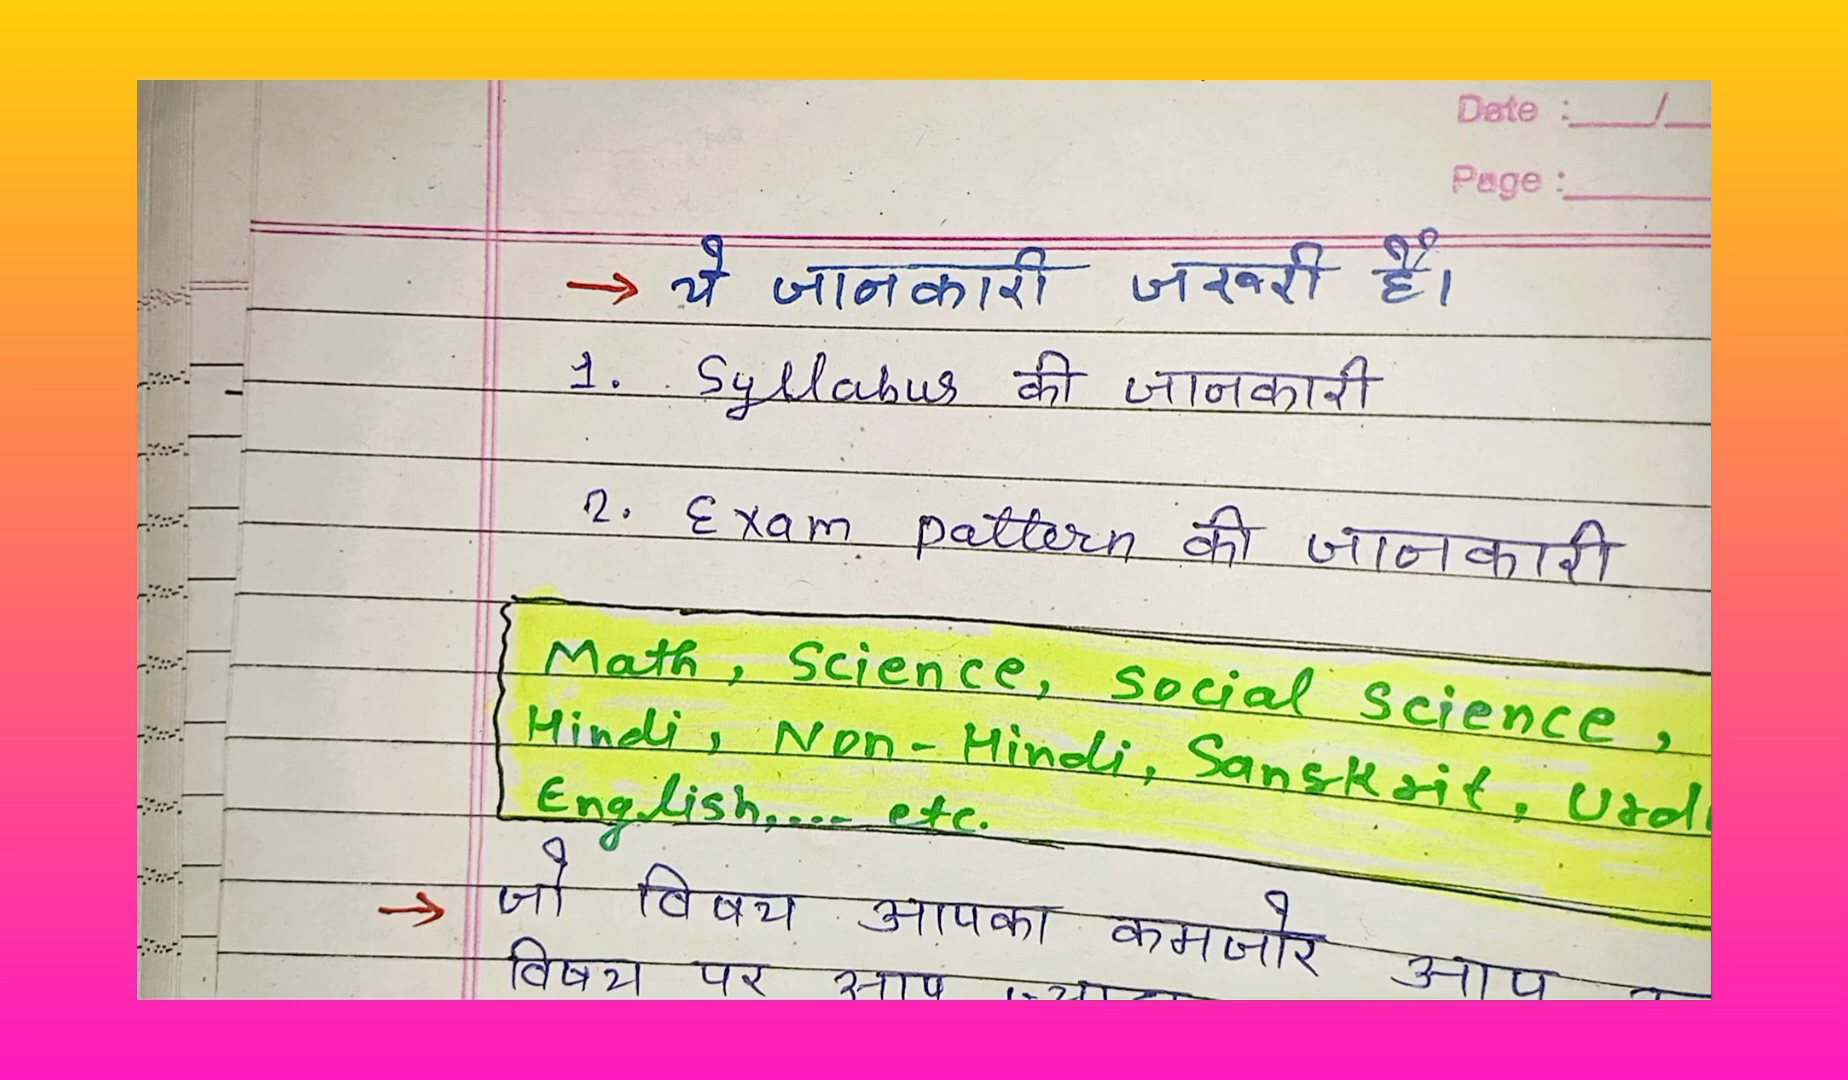 Date : /
Page :
→ ये जानकारी जरुरी हैं।
1. Syllabus की जानकारी
2. Exam pattern की जानकारी
Math, Science, Social Science,
Hindi, Non-Hindi, Sanskrit,
English,.... etc.
→ जो विषय आपका कमजोर आप
विषय पर आप